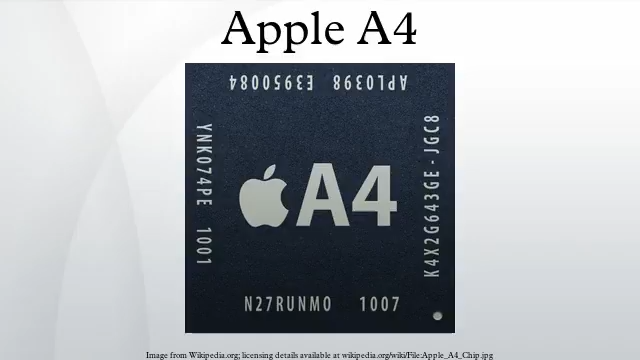 Apple A4
APL0398 E3950084
YNK074PE 1001
A4
K4X2G643GE-JGC8
N27RUNM0 1007
Image from Wikipedia.org; licensing details available at wikipedia.org/wiki/File:Apple_A4_Chip.jpg